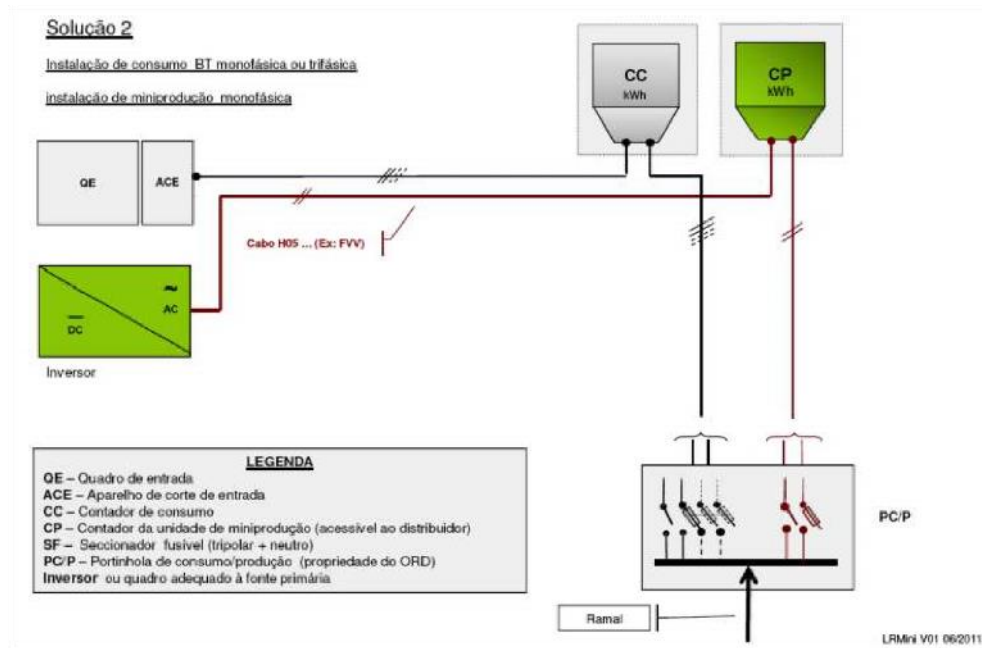 Solução 2
Instalação de consumo BT monofásica ou trifásica
instalação de miniprodução monofásica
CC
kWh
CP
kWh
QE
ACE
Cabo H05 ... (Ex: FVV)
~
AC
DC
Inversor
LEGENDA
QE – Quadro de entrada
ACE – Aparelho de corte de entrada
CC – Contador de consumo
CP – Contador da unidade de miniprodução (acessível ao distribuidor)
SF – Seccionador fusível (tripolar + neutro)
PC/P – Portinhola de consumo/produção (propriedade do ORD)
Inversor ou quadro adequado à fonte primária
PC/P
Ramal
LRMini V01 06/2011